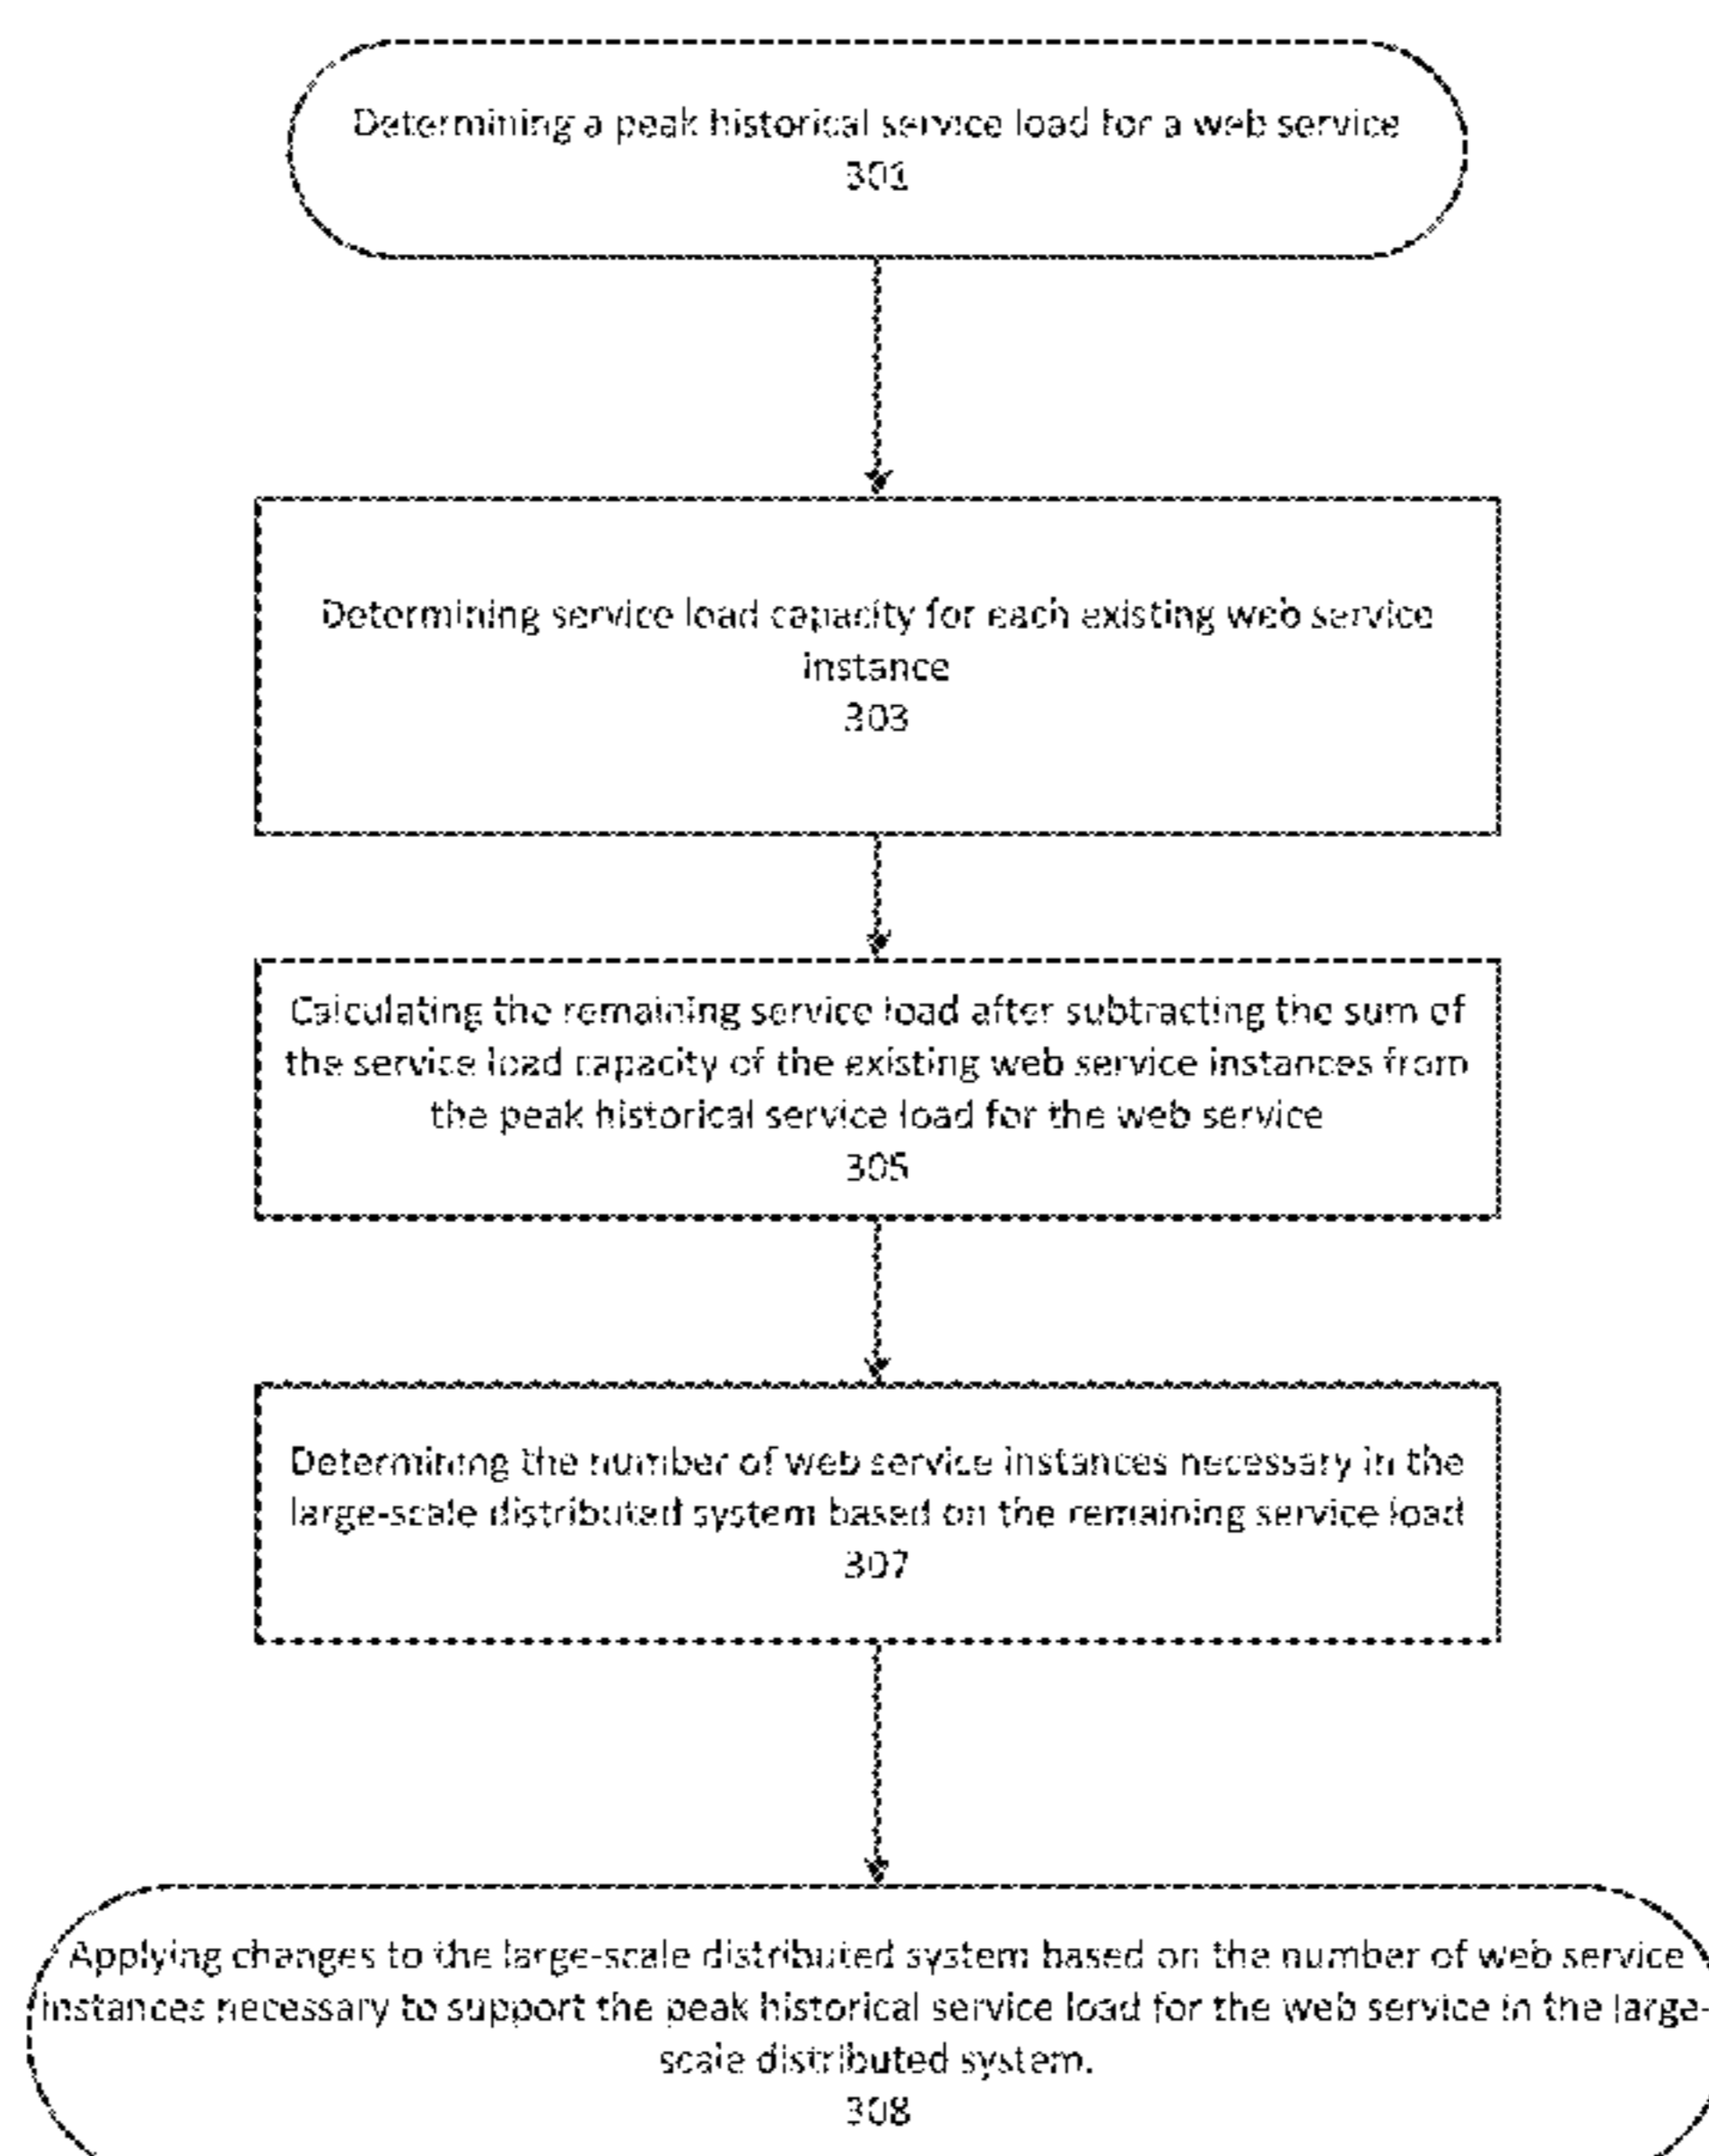 Determining a peak historical service load for a web service
301
Determining service load capacity for each existing web service
instance
303
Calculating the remaining service load after subtracting the sum of
the service load capacity of the existing web service instances from
the peak historical service load for the web service
305
Determining the number of web service instances necessary in the
large-scale distributed system based on the remaining service load
307
Applying changes to the large-scale distributed system based on the number of web service
instances necessary to support the peak historical service load for the web service in the large-
scale distributed system.
308